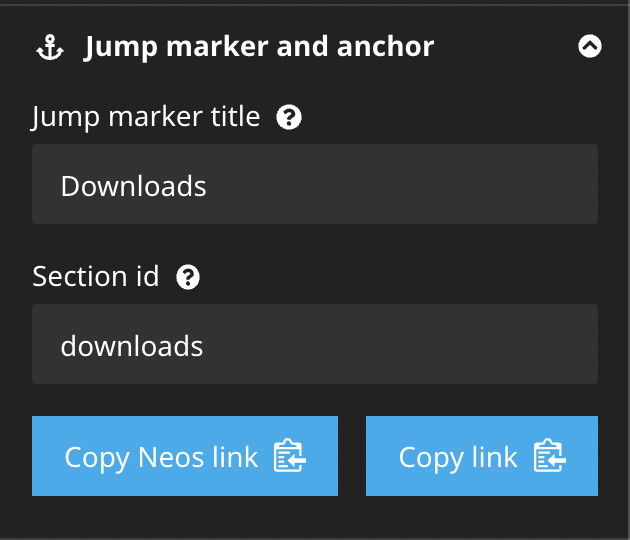 Jump marker and anchor
Jump marker title ?
Downloads
Section id ?
downloads
Copy Neos link
Copy link